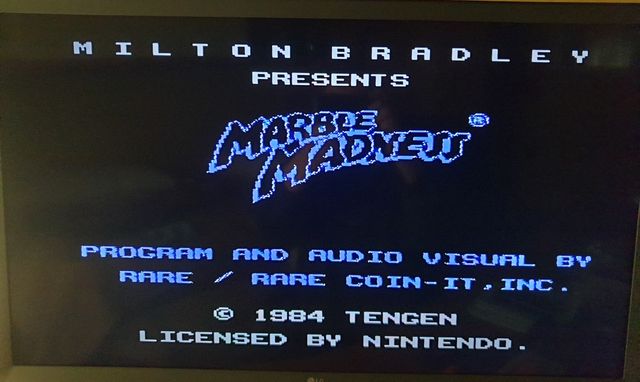 MILTON BRADLEY
PRESENTS
MARBLE
MADNESS ®
PROGRAM AND AUDIO VISUAL BY
RARE / RARE COIN-IT,INC.
© 1984 TENGEN
LICENSED BY NINTENDO.